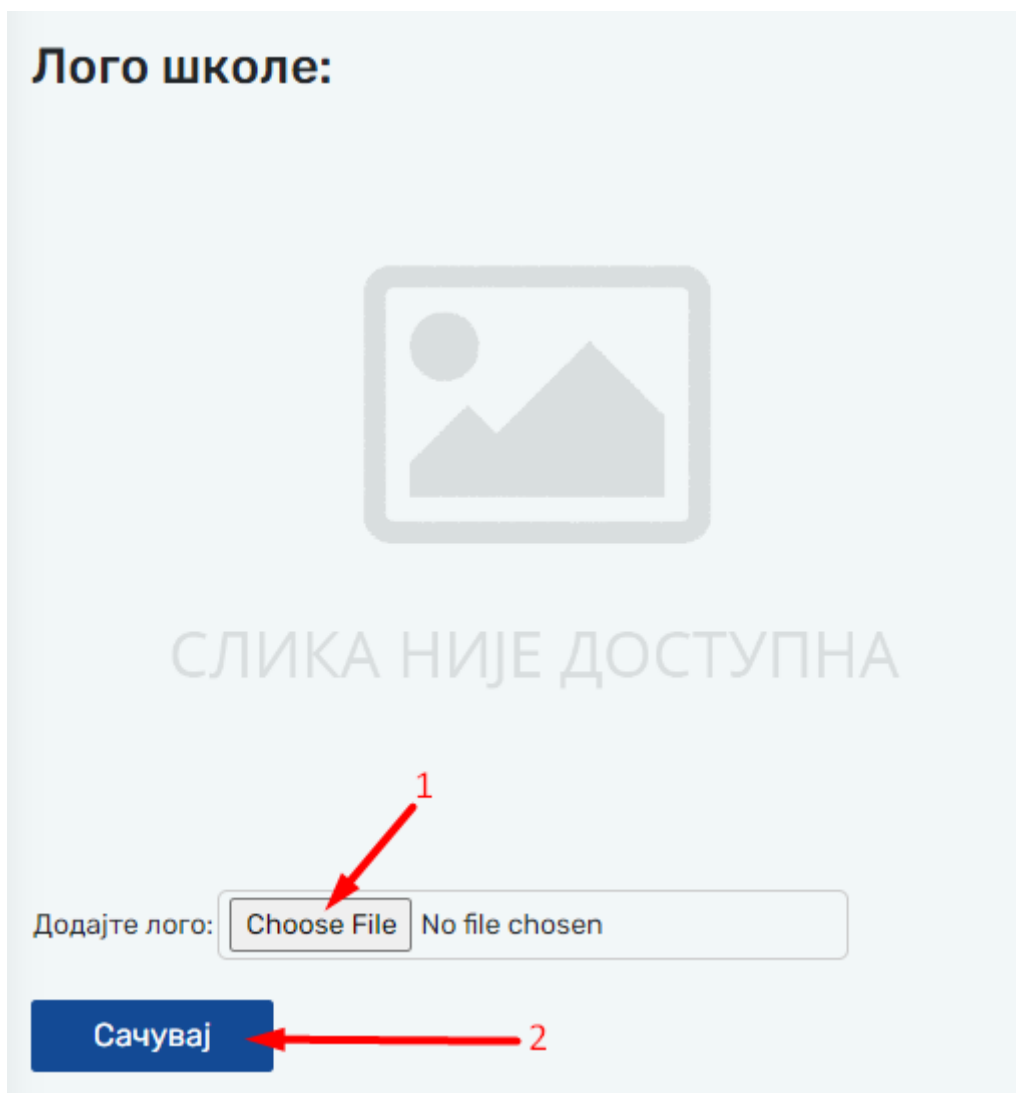 Лого школе:
СЛИКА НИЈЕ ДОСТУПНА
1
Додајте лого: Choose File No file chosen
Сачувај 2